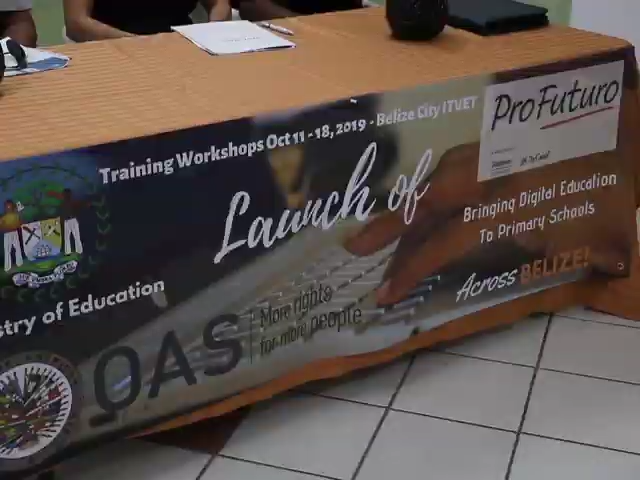 Training Workshops Oct 11 - 18, 2019 - Belize City ITVET
Launch of
ProFuturo
Bringing Digital Education
To Primary Schools
Across BELIZE!
stry of Education
OAS
More rights
for more people